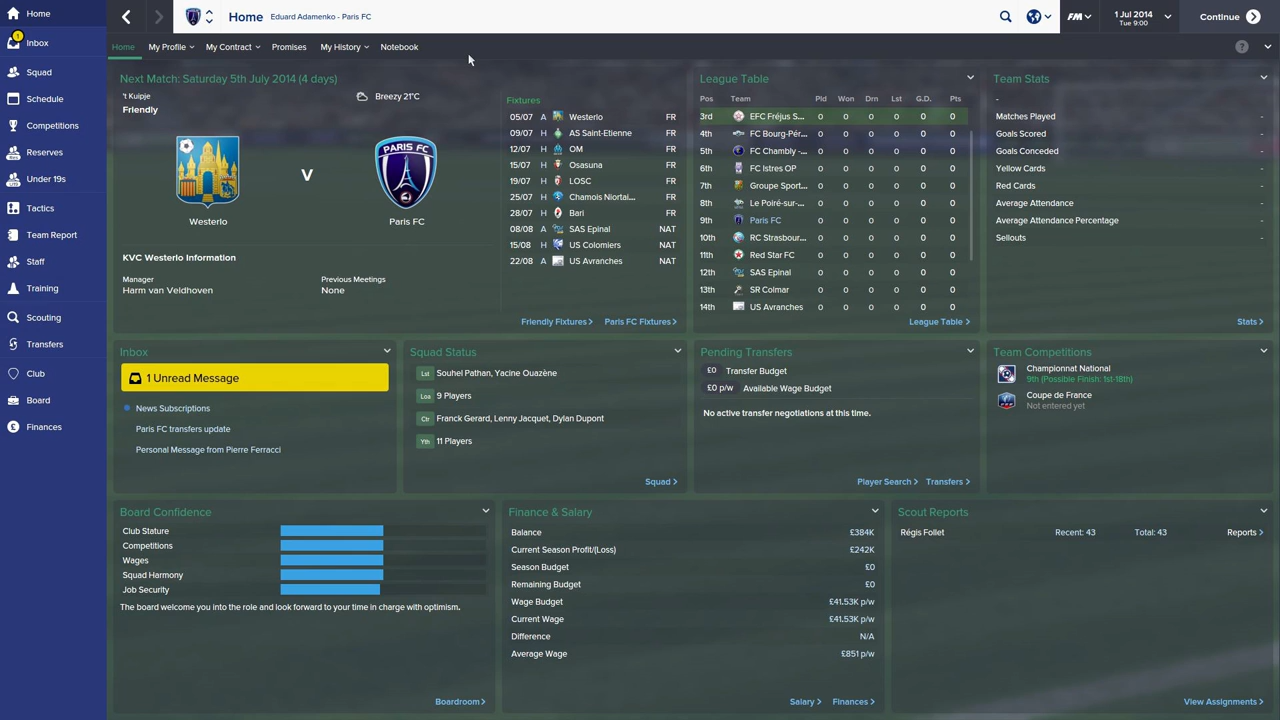 Home
1
Inbox
Squad
Schedule
Competitions
Reserves
Under 19s
Tactics
Team Report
Staff
Training
Scouting
Transfers
Club
Board
Finances
Home Eduard Adamenko - Paris FC
FM
1 Jul 2014
Tue 9:00
Continue
Home My Profile My Contract Promises My History Notebook
?
Next Match: Saturday 5th July 2014 (4 days)
't Kuipje
Friendly
Breezy 21°C
PARIS FC
Westerlo
V
Paris FC
KVC Westerlo Information
Manager
Harm van Veldhoven
Previous Meetings
None
Fixtures
05/07 A Westerlo FR
09/07 H AS Saint-Etienne FR
12/07 H OM FR
15/07 H Osasuna FR
19/07 H LOSC FR
25/07 H Chamois Niortai... FR
28/07 H Bari FR
08/08 A SAS Epinal NAT
15/08 H US Colomiers NAT
22/08 A US Avranches NAT
Friendly Fixtures> Paris FC Fixtures>
League Table
Pos Team Pld Won Drn Lst G.D. Pts
3rd EFC Fréjus S... 0 0 0 0 0 0
4th FC Bourg-Pér... 0 0 0 0 0 0
5th FC Chambly -... 0 0 0 0 0 0
6th FC Istres OP 0 0 0 0 0 0
7th Groupe Sport... 0 0 0 0 0 0
8th Le Poiré-sur-... 0 0 0 0 0 0
9th Paris FC 0 0 0 0 0 0
10th RC Strasbour... 0 0 0 0 0 0
11th Red Star FC 0 0 0 0 0 0
12th SAS Epinal 0 0 0 0 0 0
13th SR Colmar 0 0 0 0 0 0
14th US Avranches 0 0 0 0 0 0
League Table >
Team Stats
-
Matches Played -
Goals Scored -
Goals Conceded -
Yellow Cards -
Red Cards -
Average Attendance -
Average Attendance Percentage -
Sellouts -
Stats >
Inbox
1 Unread Message
News Subscriptions
Paris FC transfers update
Personal Message from Pierre Ferracci
Squad Status
Lst Souhel Pathan, Yacine Ouazène
Loa 9 Players
Ctr Franck Gerard, Lenny Jacquet, Dylan Dupont
Yth 11 Players
Squad >
Pending Transfers
£0 Transfer Budget
£0 p/w Available Wage Budget
No active transfer negotiations at this time.
Player Search > Transfers >
Team Competitions
Championnat National
9th (Possible Finish: 1st-18th)
Coupe de France
Not entered yet
Board Confidence
Club Stature
Competitions
Wages
Squad Harmony
Job Security
The board welcome you into the role and look forward to your time in charge with optimism.
Boardroom >
Finance & Salary
Balance £384K
Current Season Profit/(Loss) £242K
Season Budget £0
Remaining Budget £0
Wage Budget £41.53K p/w
Current Wage £41.53K p/w
Difference N/A
Average Wage £851 p/w
Salary > Finances >
Scout Reports
Régis Follet Recent: 43 Total: 43 Reports >
View Assignments >